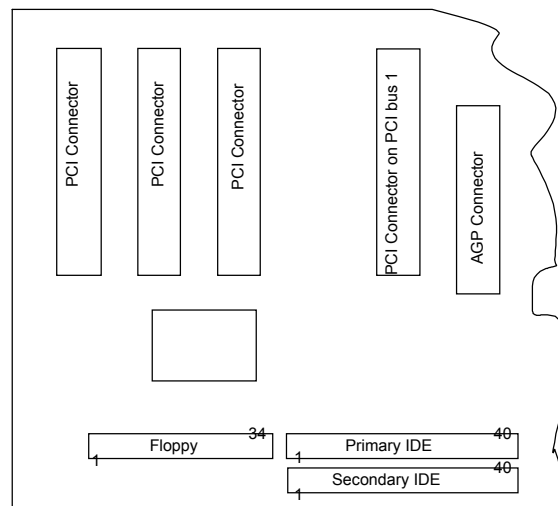 PCI Connector
PCI Connector
PCI Connector
PCI Connector on PCI bus 1
AGP Connector
34
Floppy
1
40
Primary IDE
1
40
Secondary IDE
1